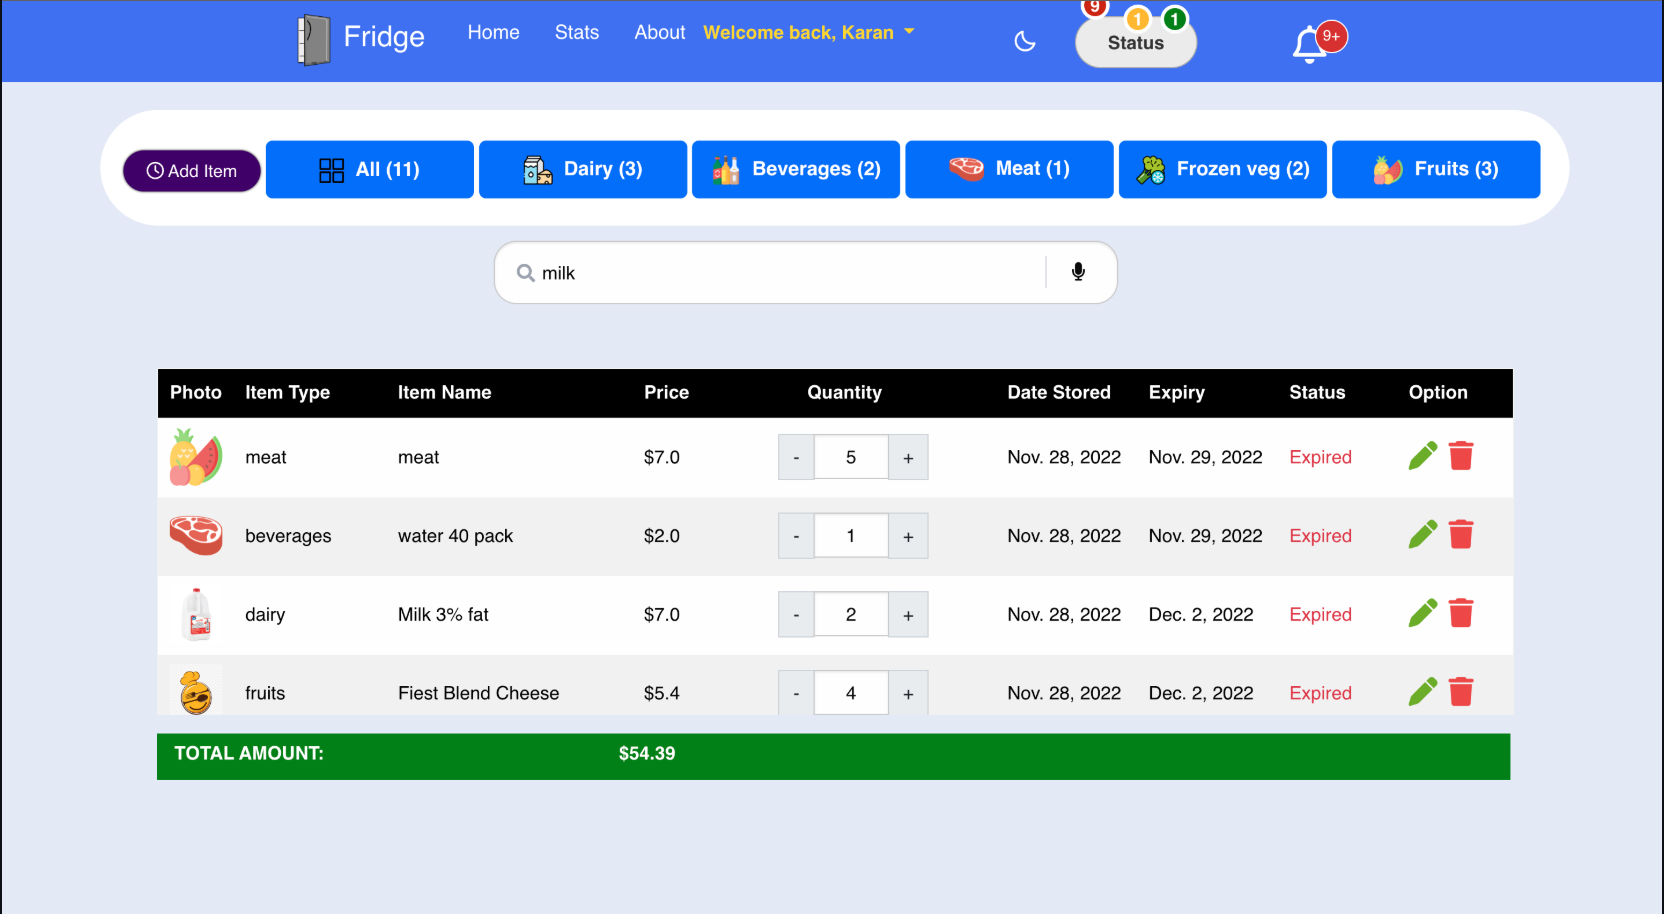 Fridge Home Stats About Welcome back, Karan 9 1 1 Status 9+
Add Item All (11) Dairy (3) Beverages (2) Meat (1) Frozen veg (2) Fruits (3)
milk
Photo Item Type Item Name Price Quantity Date Stored Expiry Status Option
meat meat $7.0 - 5 + Nov. 28, 2022 Nov. 29, 2022 Expired
beverages water 40 pack $2.0 - 1 + Nov. 28, 2022 Nov. 29, 2022 Expired
dairy Milk 3% fat $7.0 - 2 + Nov. 28, 2022 Dec. 2, 2022 Expired
fruits Fiest Blend Cheese $5.4 - 4 + Nov. 28, 2022 Dec. 2, 2022 Expired
TOTAL AMOUNT: $54.39